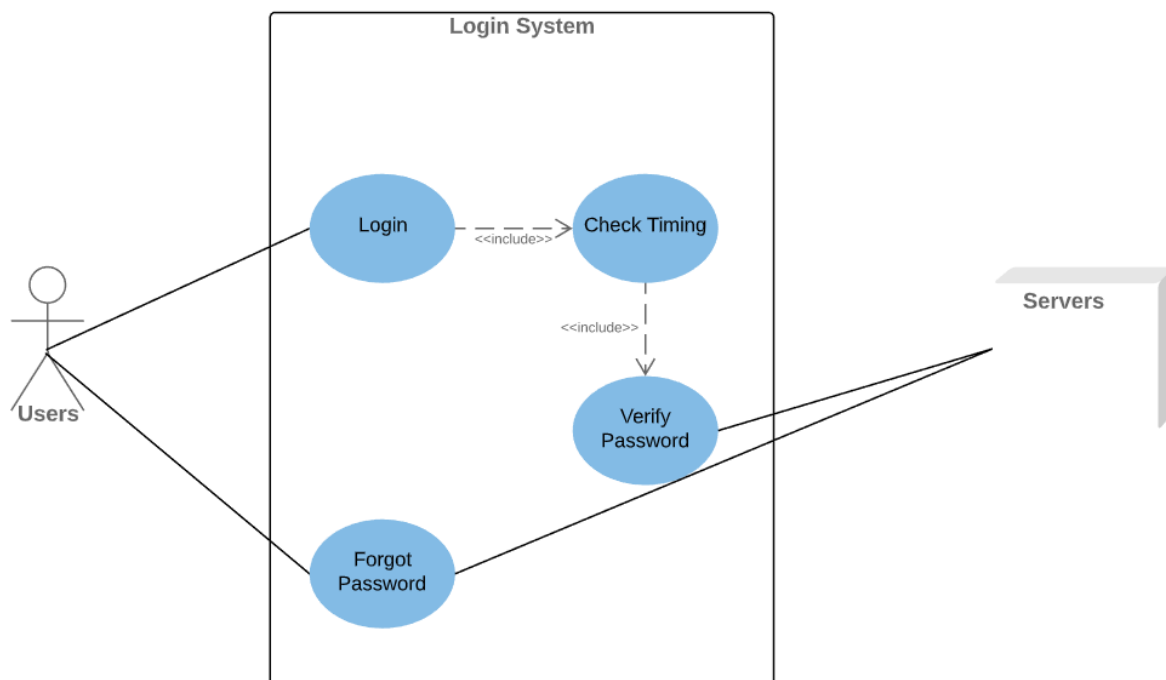 Login System
Login
<<include>>
Check Timing
<<include>>
Servers
Users
Verify
Password
Forgot
Password